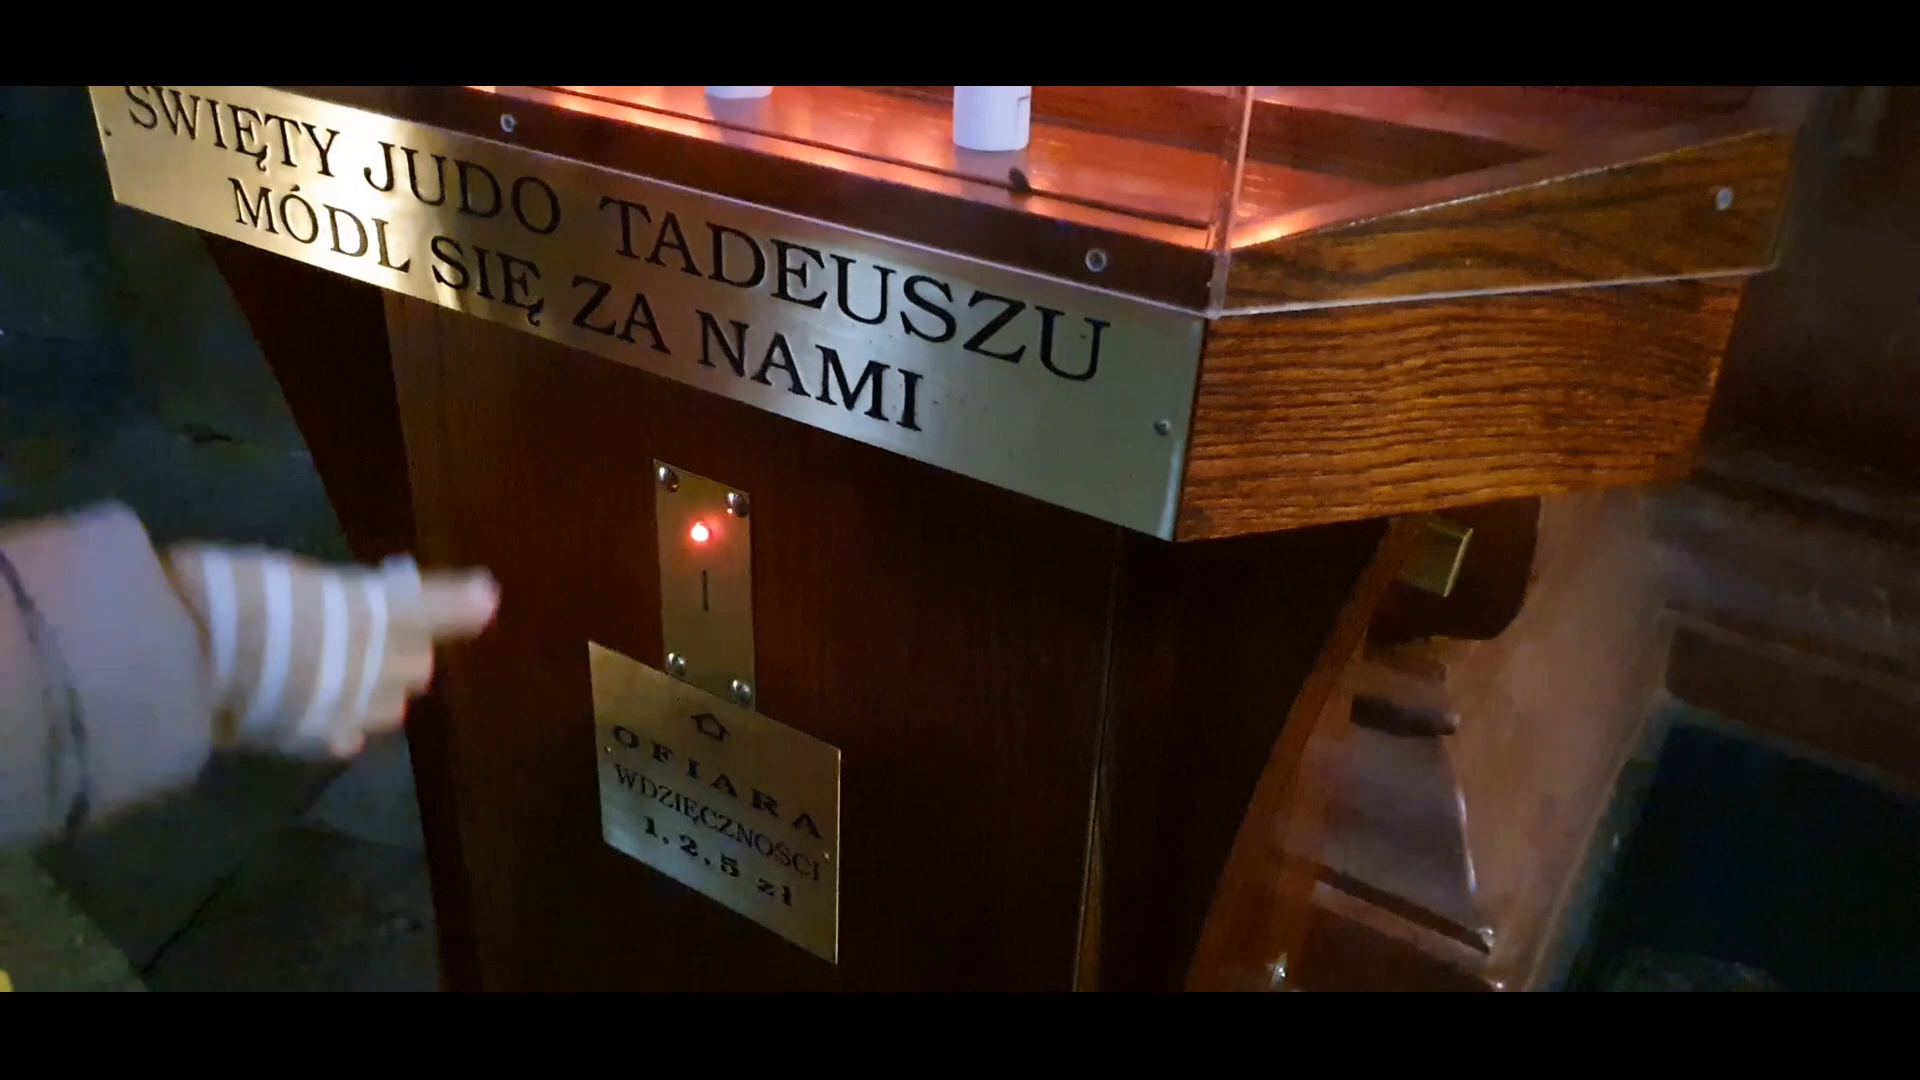 ŚWIĘTY JUDO TADEUSZU
MÓDL SIĘ ZA NAMI
OFIARA
WDZIĘCZNOŚCI
1.2.5 zł